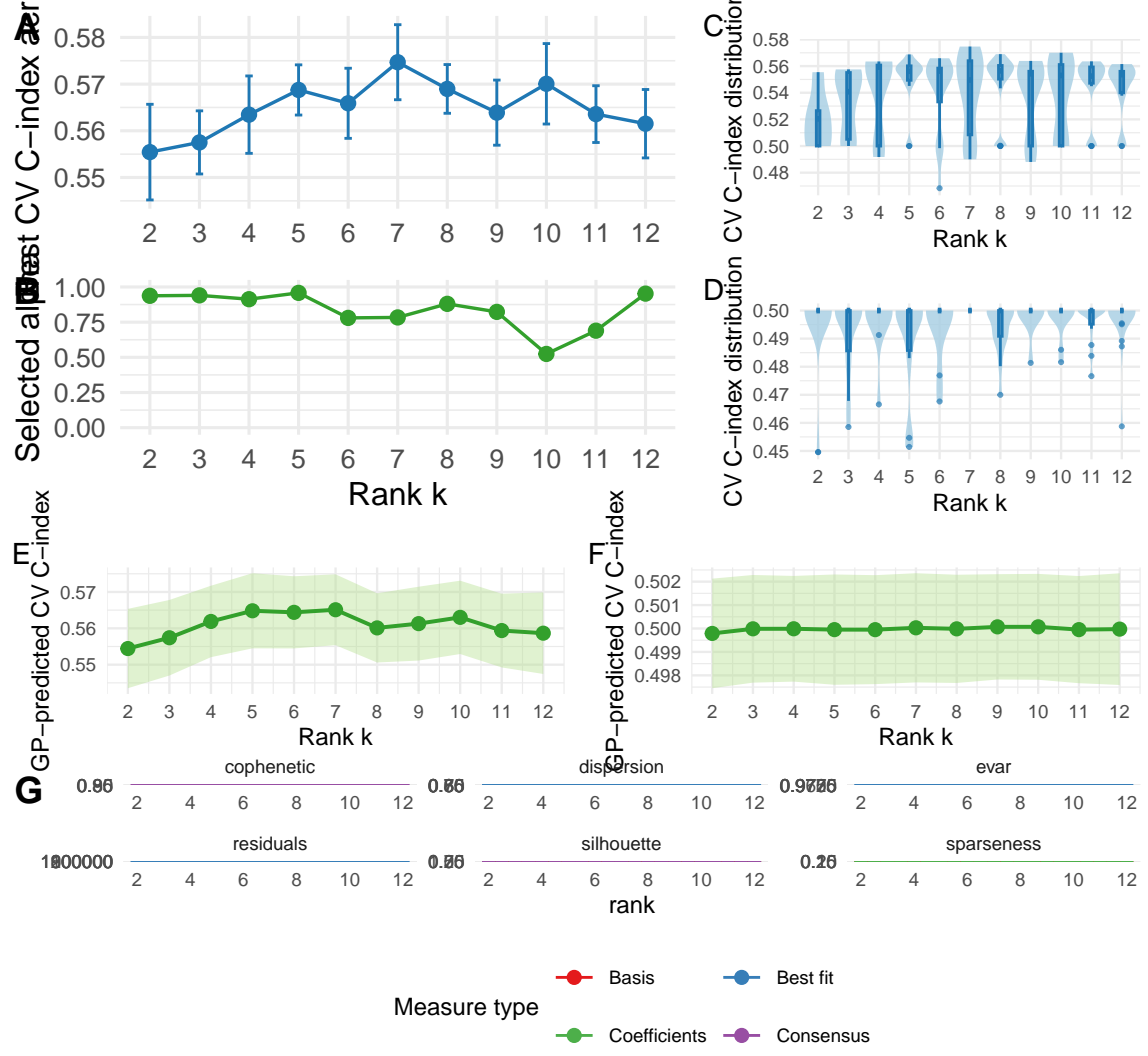 A
0.58
0.57
0.56
0.55
2 3 4 5 6 7 8 9 10 11 12
Best CV C−index
1.00
0.75
0.50
0.25
0.00
Selected
2 3 4 5 6 7 8 9 10 11 12
Rank k
C
CV C−index distribution
0.58
0.56
0.54
0.52
0.50
0.48
2 3 4 5 6 7 8 9 10 11 12
Rank k
D
CV C−index distribution
0.50
0.49
0.48
0.47
0.46
0.45
2 3 4 5 6 7 8 9 10 11 12
Rank k
E
GP−predicted CV C−index
0.57
0.56
0.55
2 3 4 5 6 7 8 9 10 11 12
Rank k
F
GP−predicted CV C−index
0.502
0.501
0.500
0.499
0.498
2 3 4 5 6 7 8 9 10 11 12
Rank k
G
cophenetic dispersion evar
2 4 6 8 10 12 2 4 6 8 10 12 2 4 6 8 10 12
residuals silhouette sparseness
2 4 6 8 10 12 2 4 6 8 10 12 2 4 6 8 10 12
rank
Measure type
Basis Best fit
Coefficients Consensus